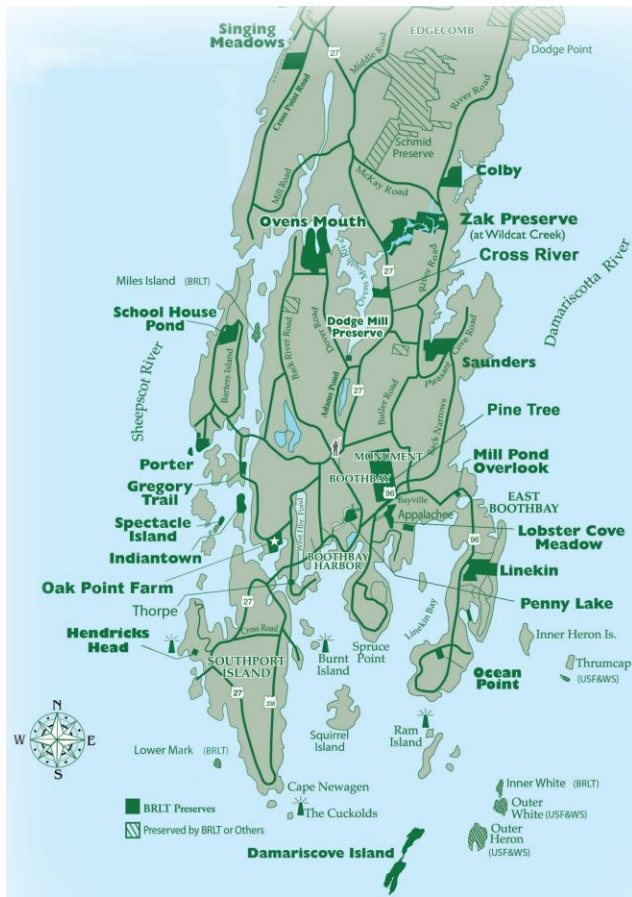 EDGECOMB
Singing
Meadows
27
Middle Road
Dodge Point
River Road
Cross Point Road
Schmid
Preserve
Colby
Mill Road
McKay Road
Ovens Mouth
Zak Preserve
(at Wildcat Creek)
Ovens Mouth River
27
River Road
Cross River
Miles Island (BRLT)
School House
Pond
Dodge Mill
Preserve
Damariscotta River
Back River Road
Dover Road
Pleasant Cove Road
Saunders
Sheepscot River
Barters Island
Adams Pond
27
Butler Road
Back Narrows
Pine Tree
MONUMENT
Mill Pond
Overlook
Porter
BOOTHBAY
96
Gregory
Trail
Bayville
EAST
BOOTHBAY
West Hbr. Pond
Appalachee
Spectacle
Island
Lobster Cove
Meadow
96
Indiantown
BOOTHBAY
HARBOR
Linekin
Oak Point Farm
27
Penny Lake
Thorpe
Linekin Bay
Hendricks
Head
Cross Road
Spruce
Point
Inner Heron Is.
Burnt
Island
Thrumcap
(USF&WS)
SOUTHPORT
ISLAND
Ocean
Point
27
238
Squirrel
Island
Ram
Island
N
W
E
S
Lower Mark (BRLT)
Cape Newagen
Inner White (BRLT)
BRLT Preserves
The Cuckolds
Outer
White (USF&WS)
Preserved by BRLT or Others
Outer
Heron
(USF&WS)
Damariscove Island